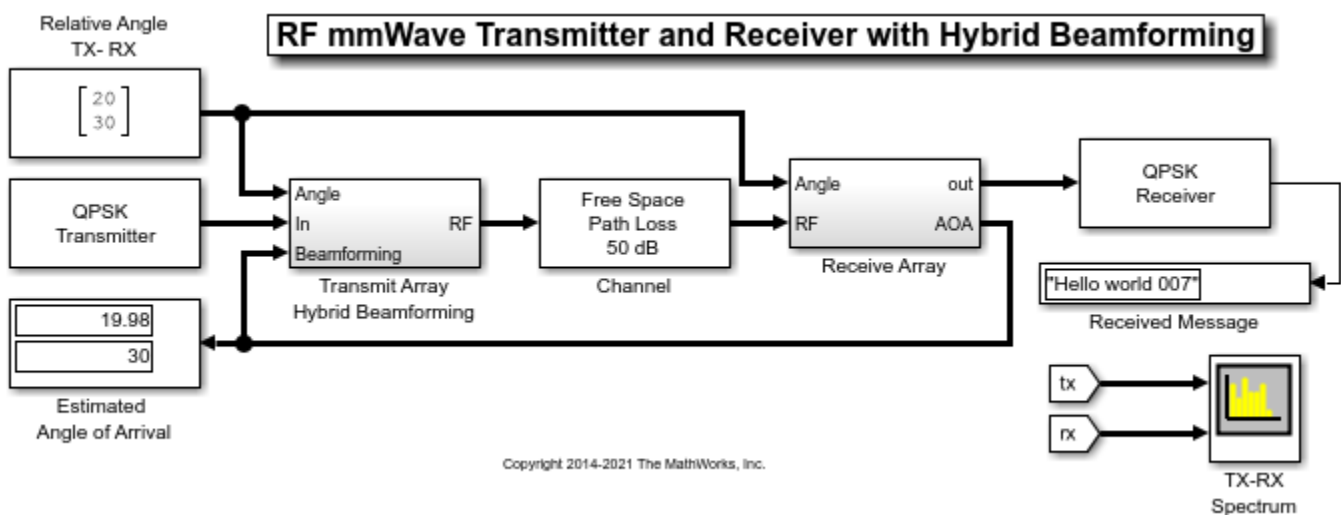 RF mmWave Transmitter and Receiver with Hybrid Beamforming
Relative Angle
TX- RX
20
30
QPSK
Transmitter
Angle
In
Beamforming
RF
Transmit Array
Hybrid Beamforming
Free Space
Path Loss
50 dB
Channel
Angle
RF
out
AOA
Receive Array
QPSK
Receiver
"Hello world 007"
Received Message
19.98
30
Estimated
Angle of Arrival
tx
rx
TX-RX
Spectrum
Copyright 2014-2021 The MathWorks, Inc.